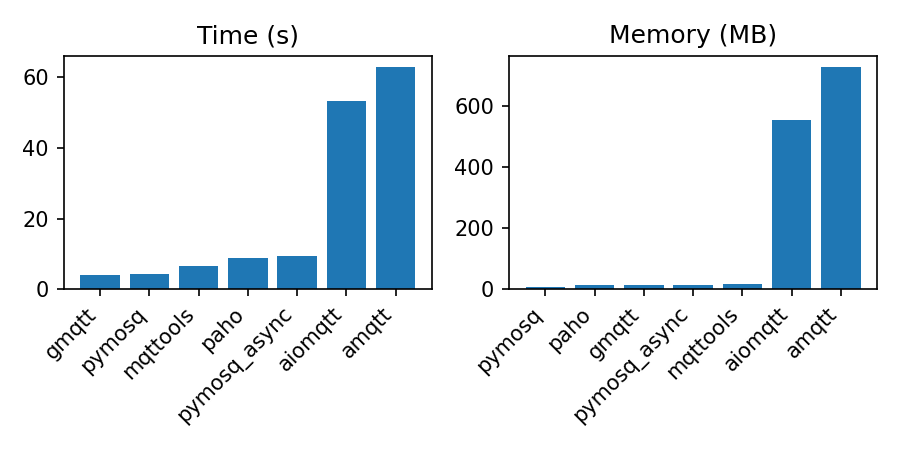 Time (s)
60
40
20
0
gmqtt
pymosq
mqttools
paho
pymosq_async
aiomqtt
amqtt
Memory (MB)
600
400
200
0
pymosq
paho
gmqtt
pymosq_async
mqttools
aiomqtt
amqtt